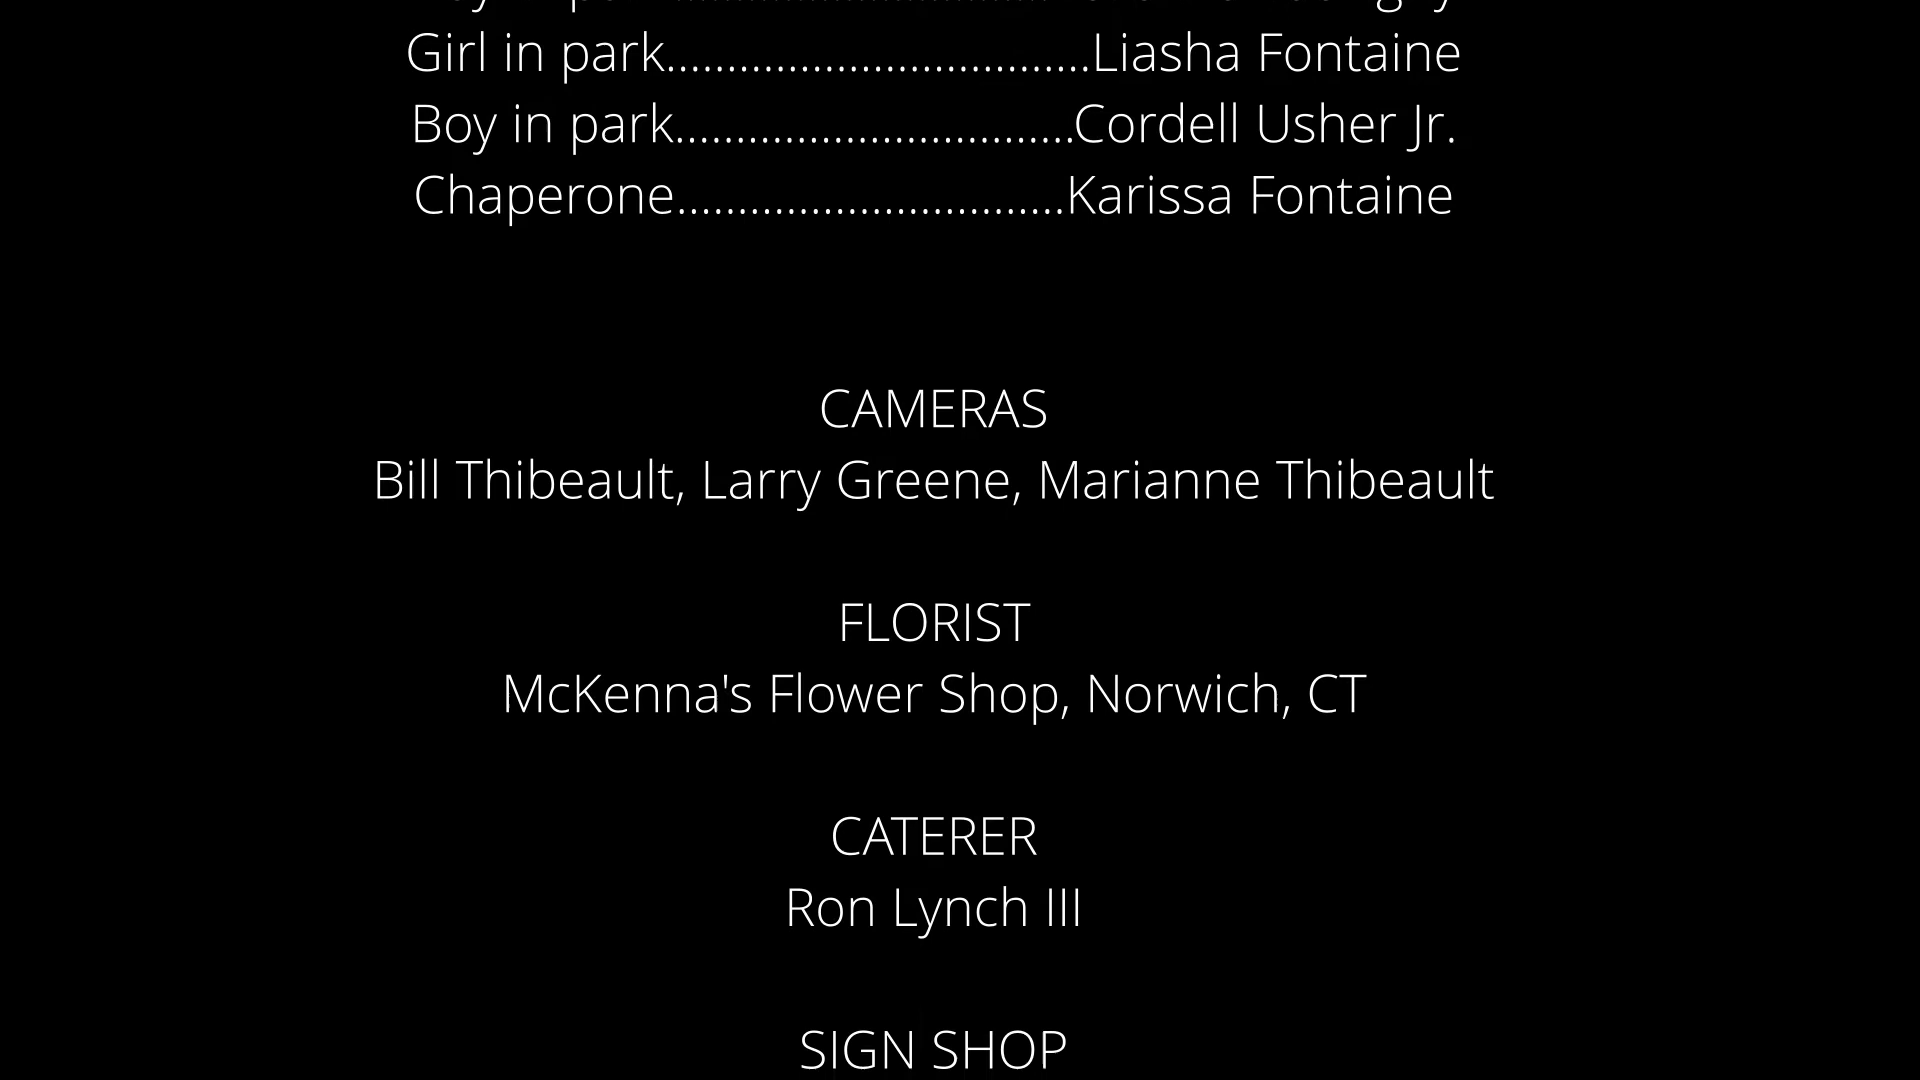 Girl in park...................................Liasha Fontaine
Boy in park.................................Cordell Usher Jr.
Chaperone................................Karissa Fontaine
CAMERAS
Bill Thibeault, Larry Greene, Marianne Thibeault
FLORIST
McKenna's Flower Shop, Norwich, CT
CATERER
Ron Lynch III
SIGN SHOP